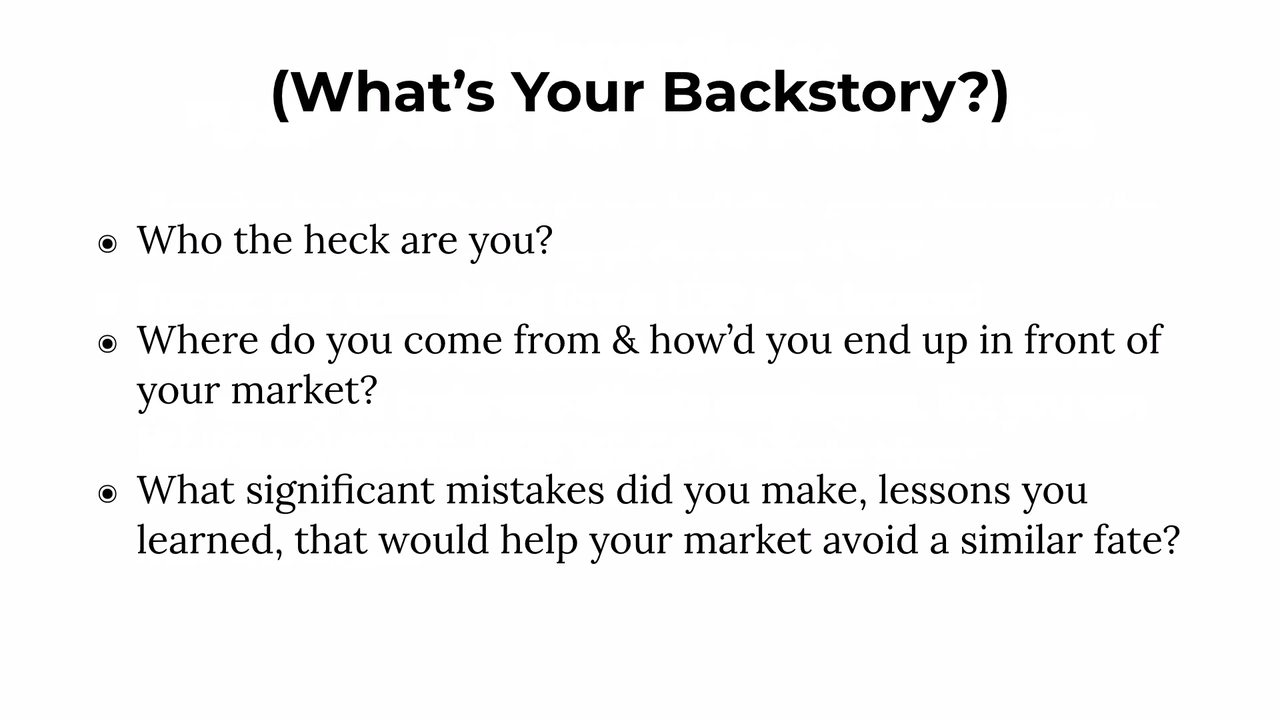 (What’s Your Backstory?)
◉ Who the heck are you?
◉ Where do you come from & how’d you end up in front of
your market?
◉ What significant mistakes did you make, lessons you
learned, that would help your market avoid a similar fate?